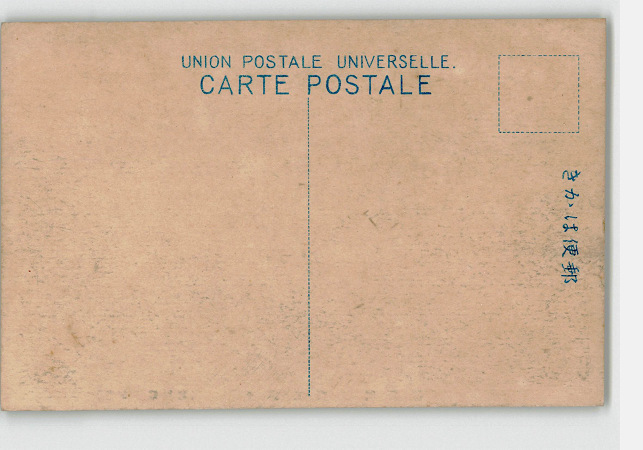 UNION POSTALE UNIVERSELLE.
CARTE POSTALE
きかは便郵